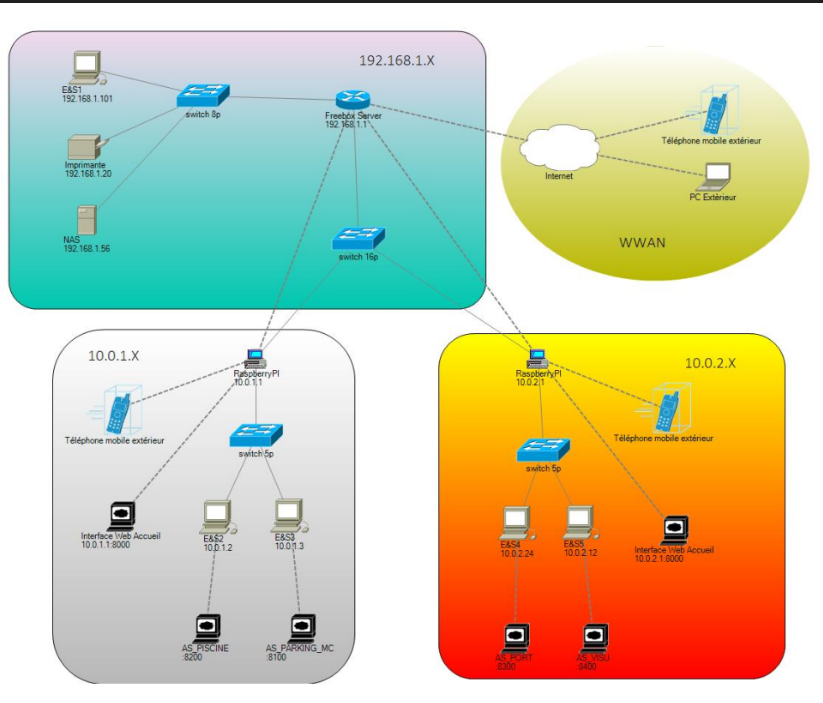 192.168.1.X
E&S1
192.168.1.101
switch 8p
Freebox Server
192.168.1.1
Imprimante
192.168.1.20
NAS
192.168.1.56
switch 16p
Internet
Téléphone mobile extérieur
PC Extérieur
WWAN
10.0.1.X
RaspberryPI
10.0.1.1
Téléphone mobile extérieur
switch 5p
Interface Web Accueil
10.0.1.1:8000
E&S2
10.0.1.2
E&S3
10.0.1.3
AS_PISCINE
:8200
AS_PARKING_MC
:8100
10.0.2.X
RaspberryPI
10.0.2.1
Téléphone mobile extérieur
switch 5p
E&S4
10.0.2.24
E&S5
10.0.2.12
Interface Web Accueil
10.0.2.1:8000
AS_PORT
:8300
AS_VISU
:8400